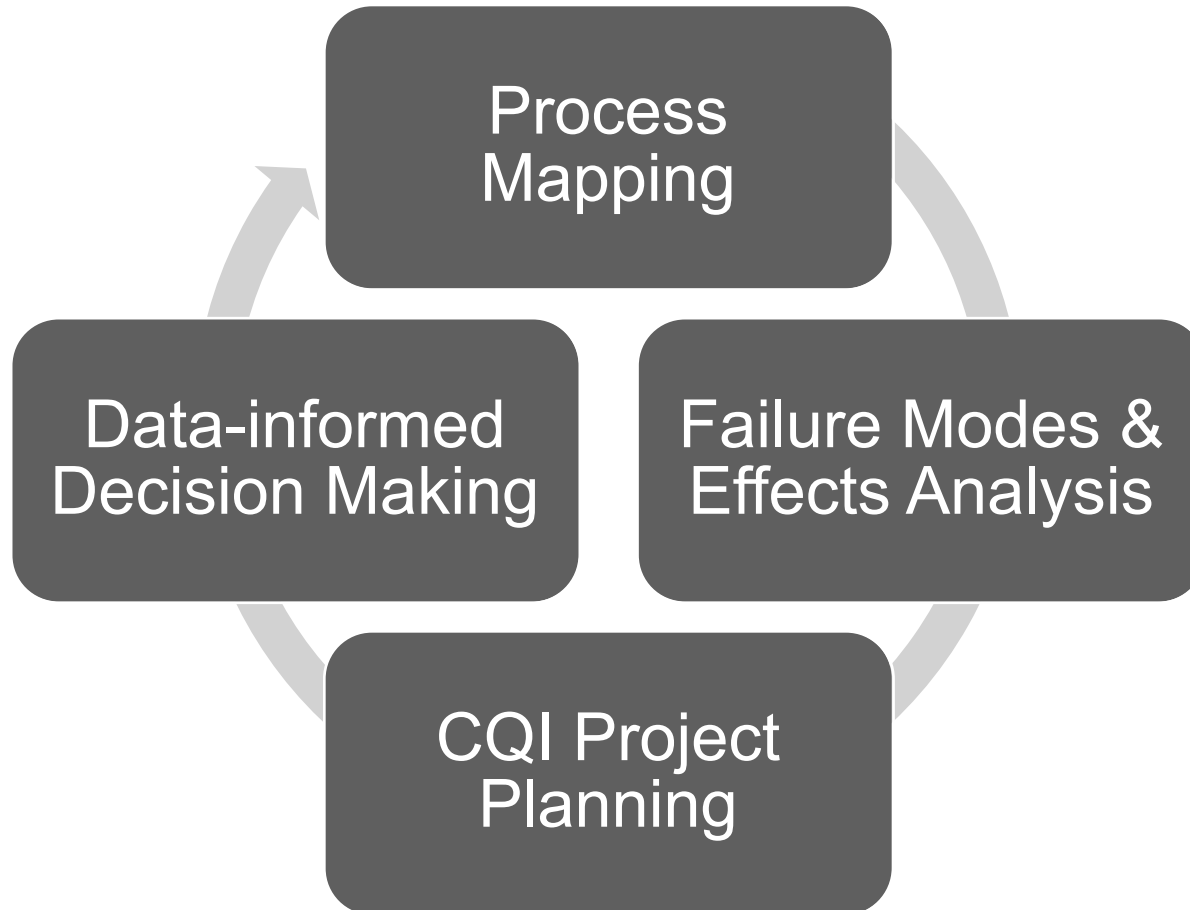 Process
Mapping
Failure Modes &
Effects Analysis
CQI Project
Planning
Data-informed
Decision Making